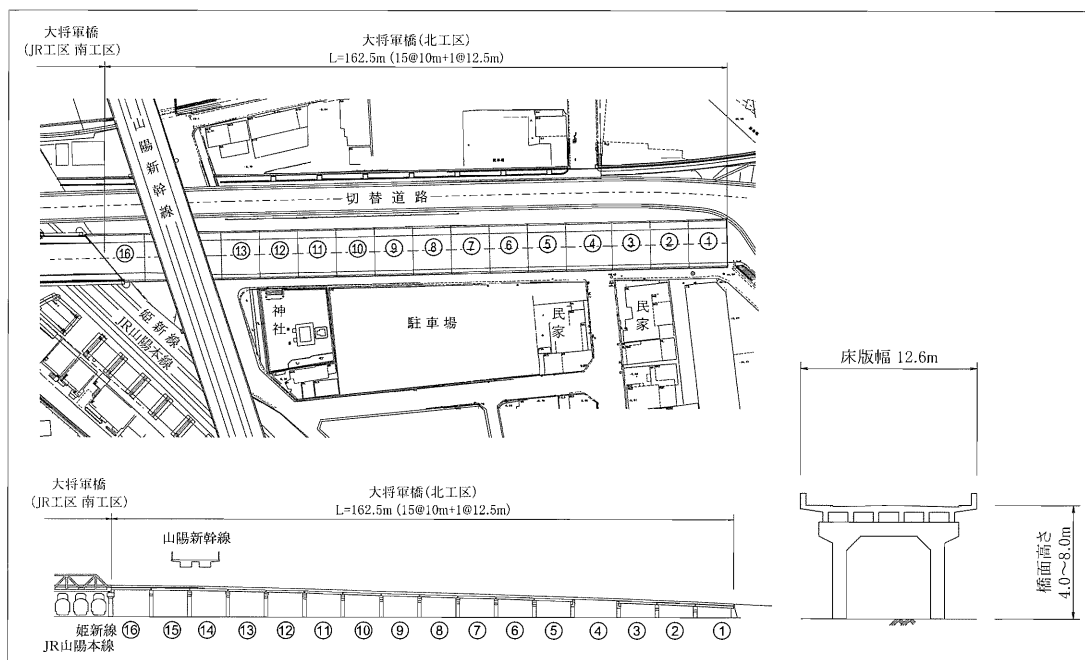 大将軍橋
(JR工区 南工区)
大将軍橋(北工区)
L=162.5m (15@10m+1@12.5m)
山陽新幹線
切替道路
⑯
⑬
⑫
⑪
⑩
⑨
⑧
⑦
⑥
⑤
④
③
②
①
姫新線
JR山陽本線
神社
駐車場
民家
民家
床版幅 12.6m
大将軍橋
(JR工区 南工区)
大将軍橋(北工区)
L=162.5m (15@10m+1@12.5m)
山陽新幹線
橋面高さ
4.0～8.0m
姫新線
JR山陽本線
⑯
⑮
⑭
⑬
⑫
⑪
⑩
⑨
⑧
⑦
⑥
⑤
④
③
②
①